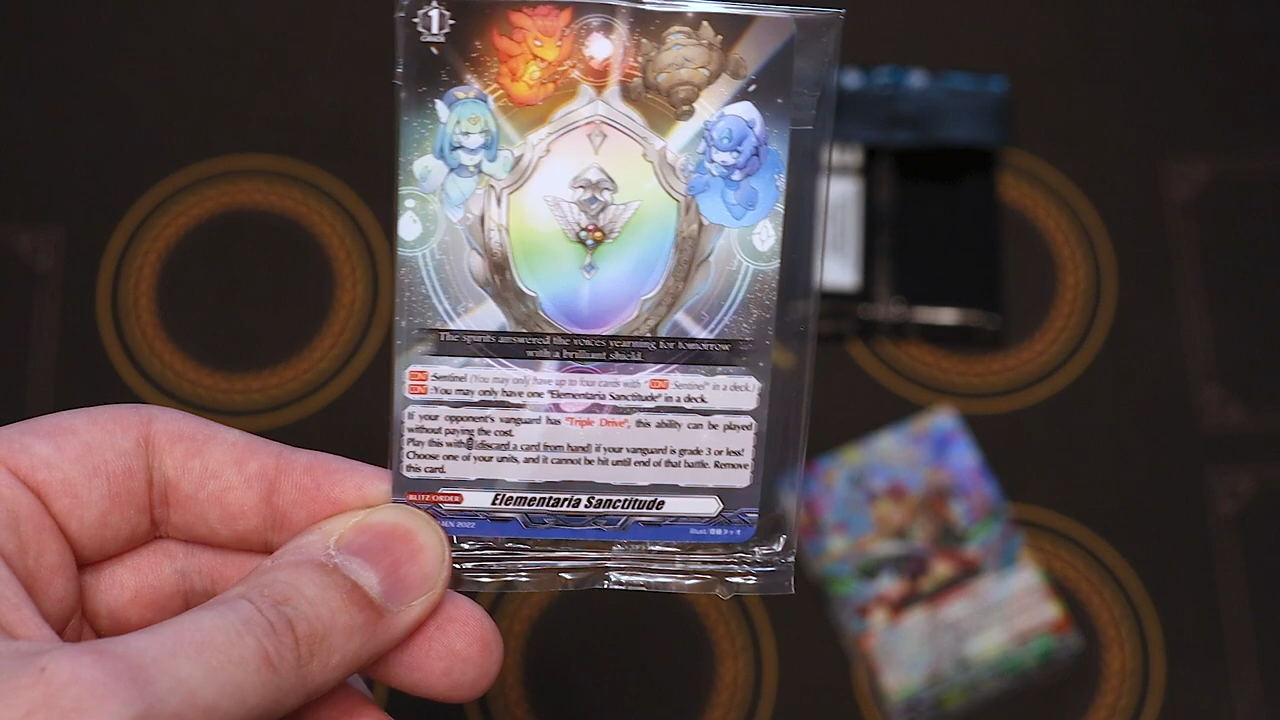 1
The spirits answered the voices yearning for tomorrow
with a brilliant shield.
CONT :Sentinel (You may only have up to four cards with "CONT :Sentinel" in a deck.)
CONT :You may only have one "Elementaria Sanctitude" in a deck.
If your opponent's vanguard has "Triple Drive", this ability can be played
without paying the cost.
Play this with (discard a card from hand) if your vanguard is grade 3 or less!
Choose one of your units, and it cannot be hit until end of that battle. Remove
this card.
BLITZ ORDER Elementaria Sanctitude
2022 Illust.